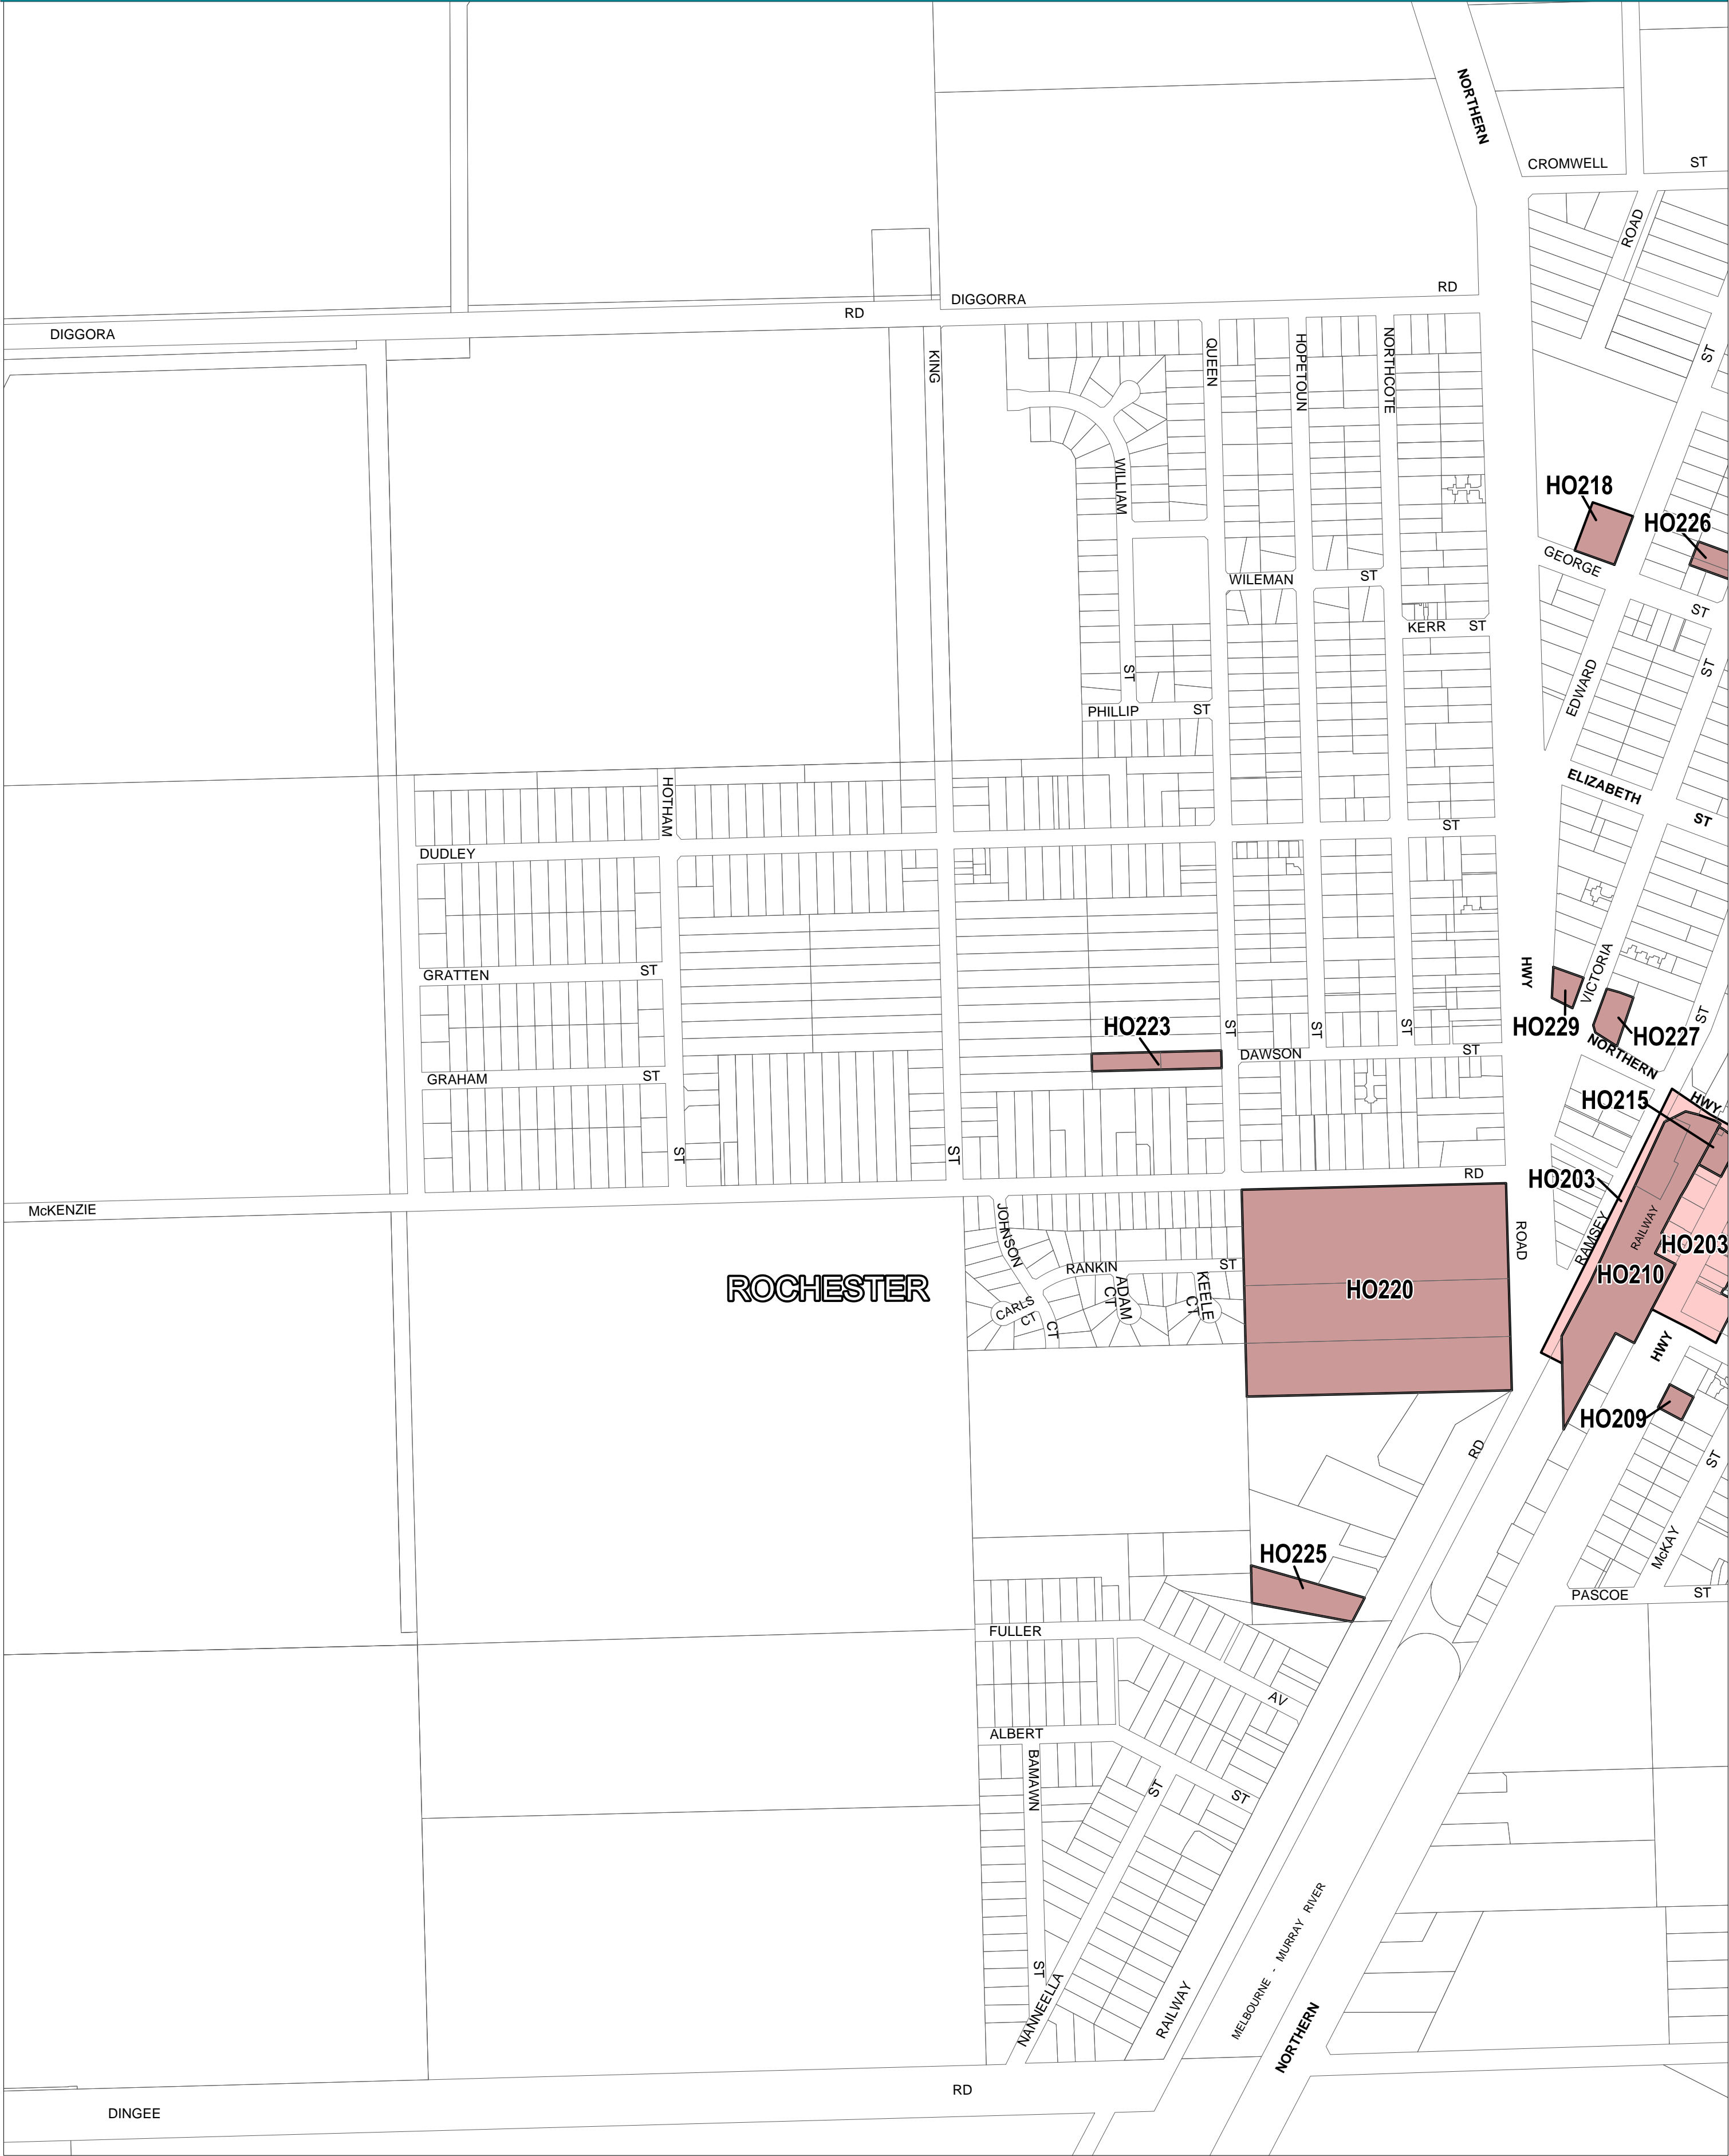 NORTHERN
CROMWELL ST
ROAD
DIGGORRA RD
RD
DIGGORA
ST
KING
QUEEN
HOPETOUN
NORTHCOTE
WILLIAM
HO218
HO226
GEORGE
ST
WILEMAN ST
KERR ST
ST
ST
EDWARD
PHILLIP ST
ELIZABETH
ST
HOTHAM
ST
DUDLEY
VICTORIA
HWY
GRATTEN ST
HO223
ST
ST
ST
ST
HO229
HO227
NORTHERN
HWY
DAWSON ST
GRAHAM ST
HO215
ST
ST
RD
HO203
McKENZIE
JOHNSON
ROAD
RAMSEY
RAILWAY
HO203
RANKIN ST
ADAM
CT
KEELE
CT
HO210
ROCHESTER
HO220
CARLS
CT
CT
HWY
HO209
RD
ST
McKAY
HO225
PASCOE ST
FULLER
AV
ALBERT
BAMAWN
ST
ST
ST
NANNEELLA
RAILWAY
MELBOURNE - MURRAY RIVER
NORTHERN
RD
DINGEE